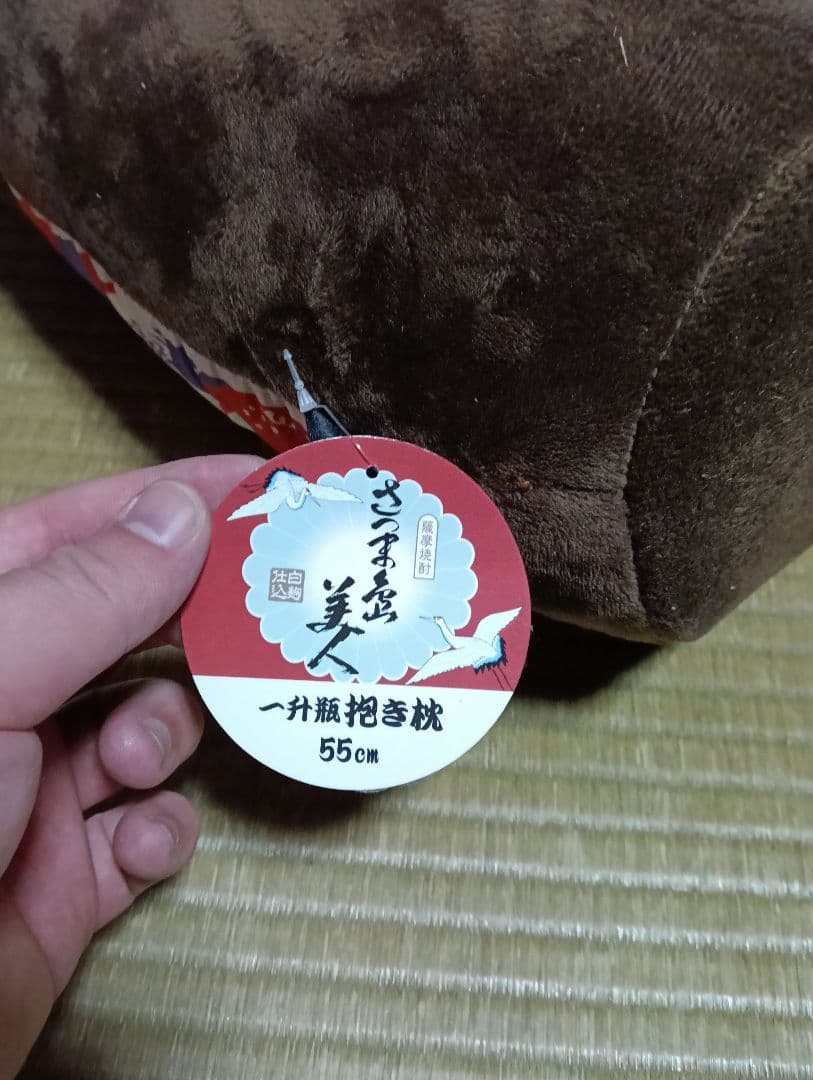 さつま島
美人
薩摩焼酎
白麹
仕込
一升瓶抱き枕
55cm